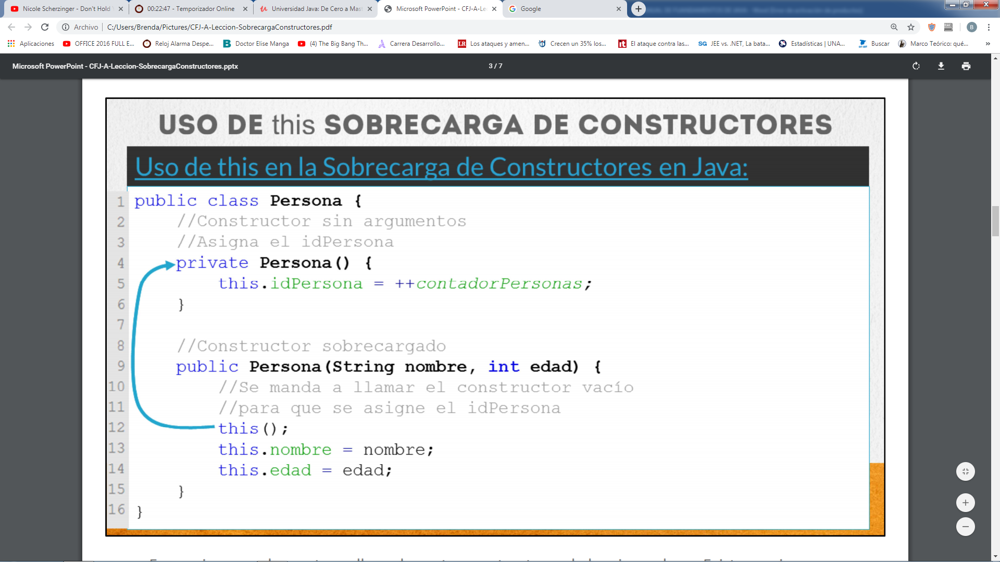 Nicole Scherzinger - Don't Hold Y
00:22:47 - Temporizador Online
Universidad Java: De Cero a Mast
Microsoft PowerPoint - CFJ-A-Le
Google
Archivo
C:/Users/Brenda/Pictures/CFJ-A-Leccion-SobrecargaConstructores.pdf
B
Aplicaciones
OFFICE 2016 FULL E...
Reloj Alarma Despe...
Doctor Elise Manga
(4) The Big Bang Th...
Carrera Desarrollo...
LR Los ataques y amen...
Crecen un 35% los...
it El ataque contra las...
SG JEE vs. .NET, La bata...
Estadísticas | UNA...
Buscar
Marco Teórico: qué...
»
Microsoft PowerPoint - CFJ-A-Leccion-SobrecargaConstructores.pptx
3 / 7
USO DE this SOBRECARGA DE CONSTRUCTORES
Uso de this en la Sobrecarga de Constructores en Java:
1 public class Persona {
2 //Constructor sin argumentos
3 //Asigna el idPersona
4 private Persona() {
5 this.idPersona = ++contadorPersonas;
6 }
7
8 //Constructor sobrecargado
9 public Persona(String nombre, int edad) {
10 //Se manda a llamar el constructor vacío
11 //para que se asigne el idPersona
12 this();
13 this.nombre = nombre;
14 this.edad = edad;
15 }
16 }